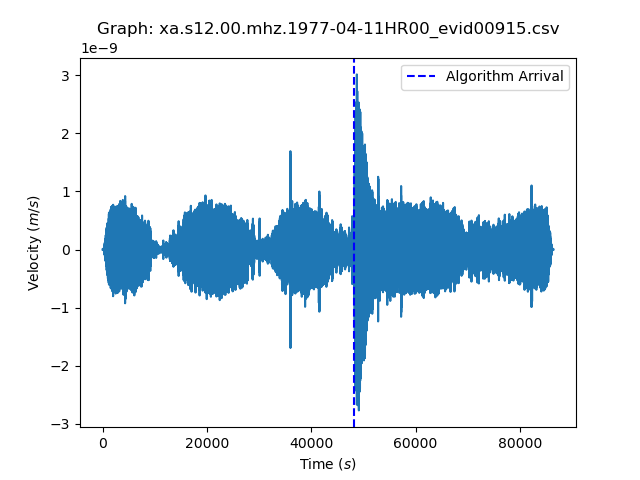 Graph: xa.s12.00.mhz.1977-04-11HR00_evid00915.csv
1e−9
Algorithm Arrival
3
2
1
0
−1
−2
−3
Velocity (m/s)
0 20000 40000 60000 80000
Time (s)